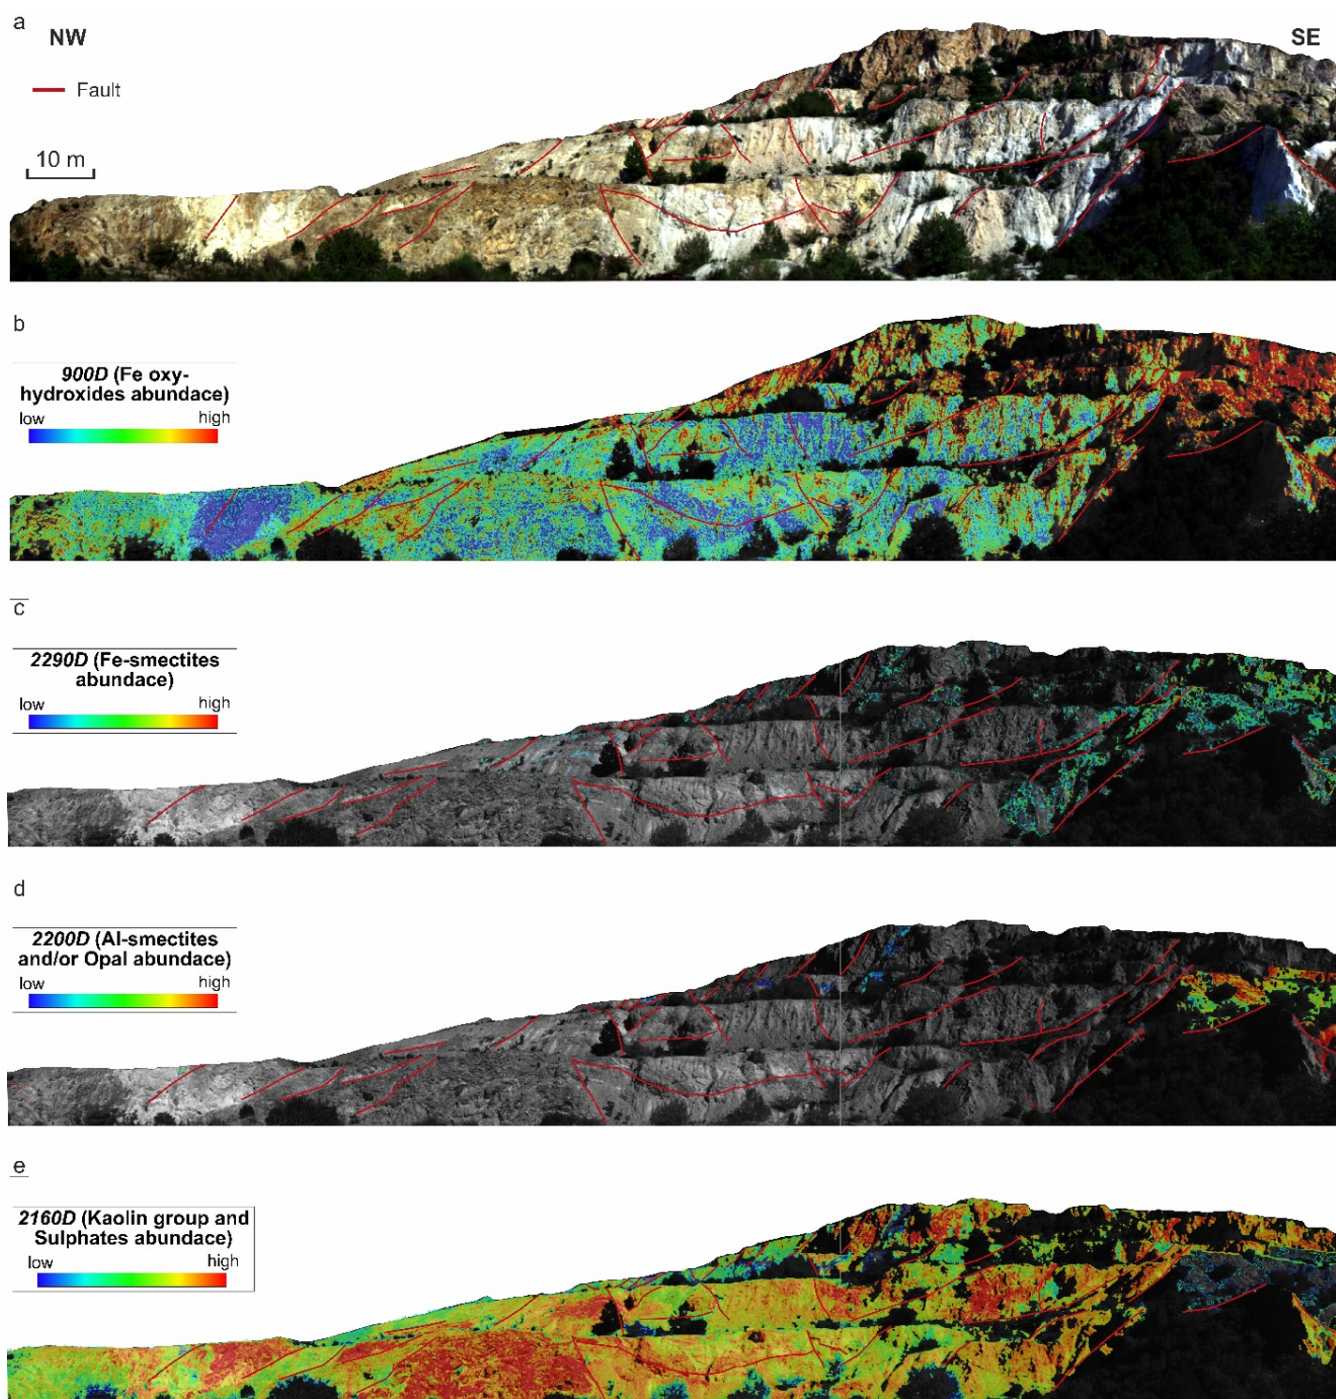 a
NW
SE
Fault
10 m
b
900D (Fe oxy-
hydroxides abundace)
low high
c
2290D (Fe-smectites
abundace)
low high
d
2200D (Al-smectites
and/or Opal abundace)
low high
e
2160D (Kaolin group and
Sulphates abundace)
low high